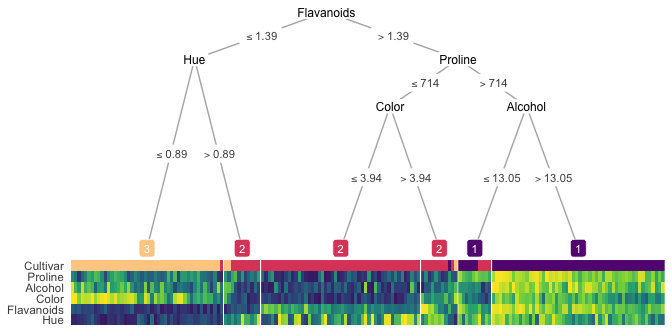 Flavanoids
≤ 1.39 > 1.39
Hue Proline
≤ 714 > 714
Color Alcohol
≤ 0.89 > 0.89
≤ 3.94 > 3.94 ≤ 13.05 > 13.05
3 2 2 2 1 1
Cultivar
Proline
Alcohol
Color
Flavanoids
Hue